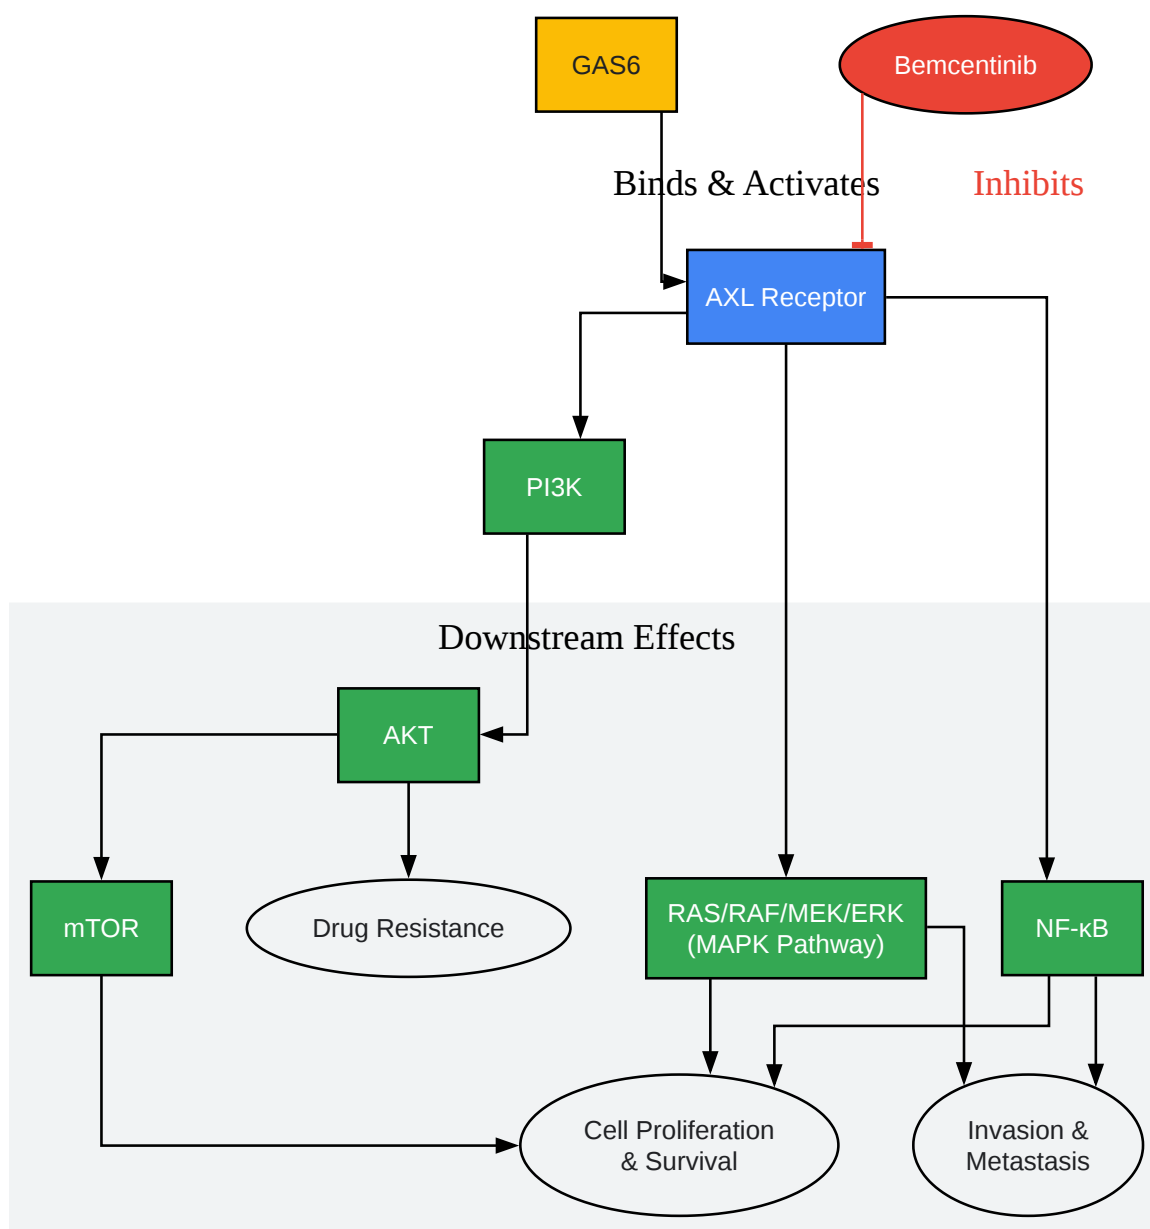 GAS6
Bemcentinib
Binds & Activates
Inhibits
AXL Receptor
PI3K
Downstream Effects
AKT
mTOR
Drug Resistance
RAS/RAF/MEK/ERK
(MAPK Pathway)
NF-κB
Cell Proliferation
& Survival
Invasion &
Metastasis